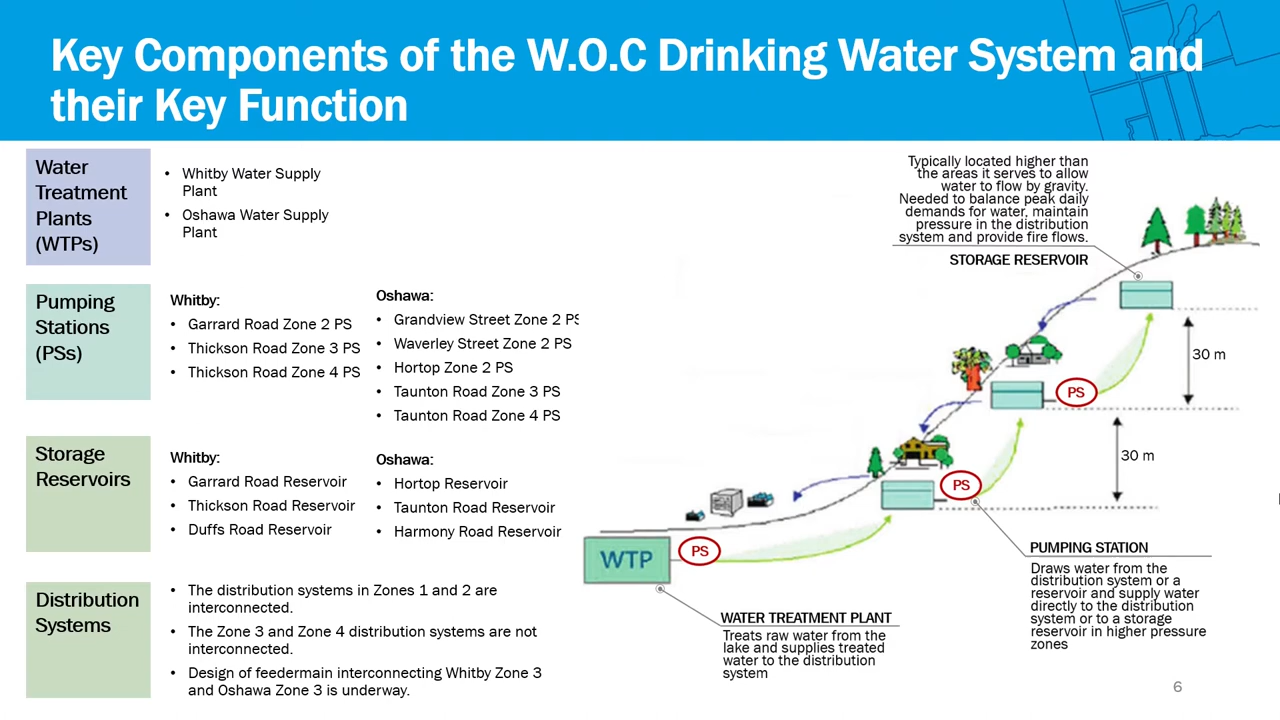 Key Components of the W.O.C Drinking Water System and
their Key Function
Water
Treatment
Plants
(WTPs)
• Whitby Water Supply
Plant
• Oshawa Water Supply
Plant
Pumping
Stations
(PSs)
Whitby:
• Garrard Road Zone 2 PS
• Thickson Road Zone 3 PS
• Thickson Road Zone 4 PS
Oshawa:
• Grandview Street Zone 2 PS
• Waverley Street Zone 2 PS
• Hortop Zone 2 PS
• Taunton Road Zone 3 PS
• Taunton Road Zone 4 PS
Storage
Reservoirs
Whitby:
• Garrard Road Reservoir
• Thickson Road Reservoir
• Duffs Road Reservoir
Oshawa:
• Hortop Reservoir
• Taunton Road Reservoir
• Harmony Road Reservoir
Distribution
Systems
• The distribution systems in Zones 1 and 2 are
interconnected.
• The Zone 3 and Zone 4 distribution systems are not
interconnected.
• Design of feedermain interconnecting Whitby Zone 3
and Oshawa Zone 3 is underway.
Typically located higher than
the areas it serves to allow
water to flow by gravity.
Needed to balance peak daily
demands for water, maintain
pressure in the distribution
system and provide fire flows.
STORAGE RESERVOIR
30 m
PS
30 m
PS
PS
WTP
PUMPING STATION
Draws water from the
distribution system or a
reservoir and supply water
directly to the distribution
system or to a storage
reservoir in higher pressure
zones
WATER TREATMENT PLANT
Treats raw water from the
lake and supplies treated
water to the distribution
system
6